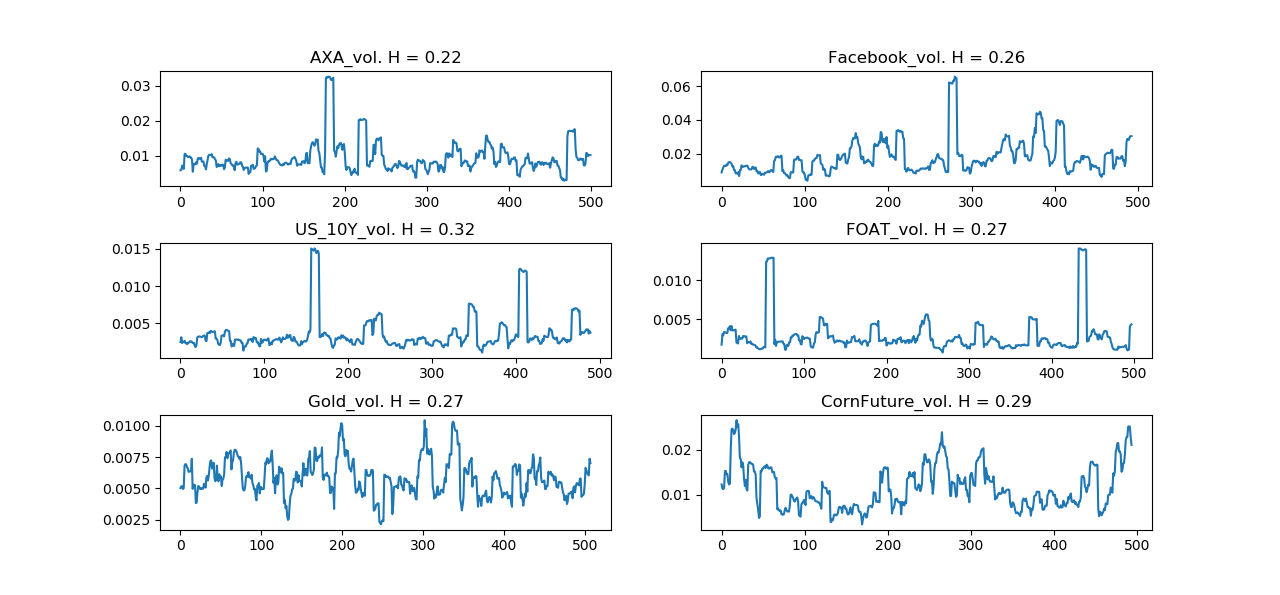 AXA_vol. H = 0.22
0.03
0.02
0.01
0 100 200 300 400 500
Facebook_vol. H = 0.26
0.06
0.04
0.02
0 100 200 300 400 500
US_10Y_vol. H = 0.32
0.015
0.010
0.005
0 100 200 300 400 500
FOAT_vol. H = 0.27
0.010
0.005
0 100 200 300 400 500
Gold_vol. H = 0.27
0.0100
0.0075
0.0050
0.0025
0 100 200 300 400 500
CornFuture_vol. H = 0.29
0.02
0.01
0 100 200 300 400 500